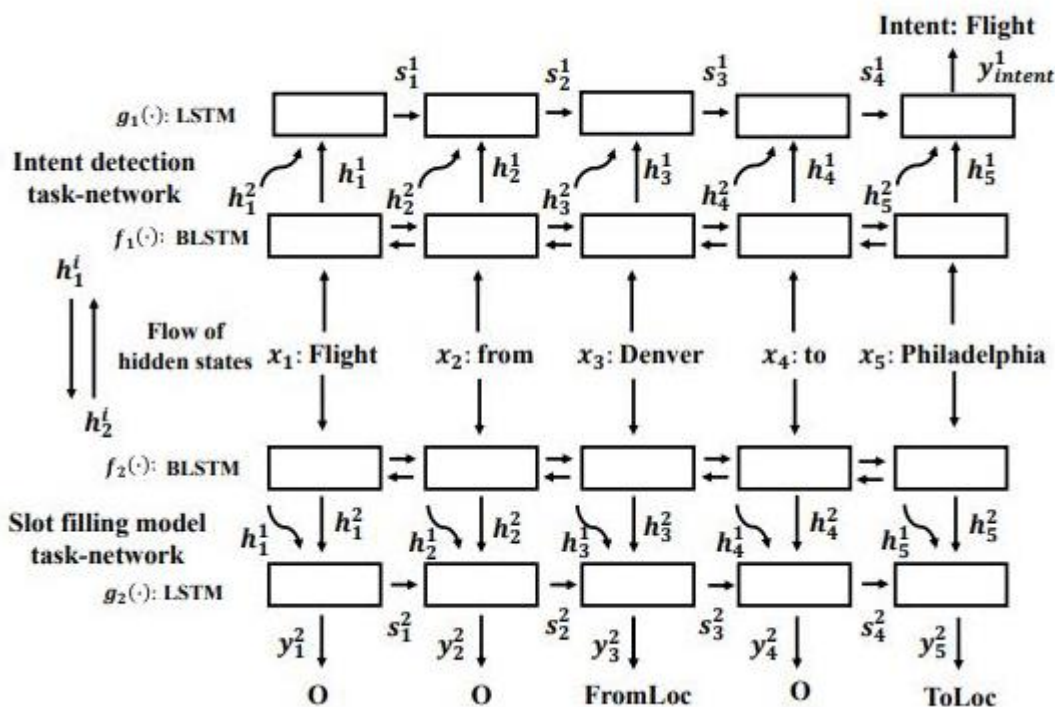 Intent: Flight
s₁¹ s₂¹ s₃¹ s₄¹ y¹ᵢₙₜₑₙₜ
g₁(·): LSTM
Intent detection
task-network
h₁² h₁¹ h₂² h₂¹ h₃² h₃¹ h₄² h₄¹ h₅² h₅¹
f₁(·): BLSTM
h₁ⁱ
Flow of
hidden states
x₁: Flight x₂: from x₃: Denver x₄: to x₅: Philadelphia
h₂ⁱ
f₂(·): BLSTM
Slot filling model
task-network
h₁¹ h₁² h₂¹ h₂² h₃¹ h₃² h₄¹ h₄² h₅¹ h₅²
g₂(·): LSTM
y₁² s₁² y₂² s₂² y₃² s₃² y₄² s₄² y₅²
O O FromLoc O ToLoc